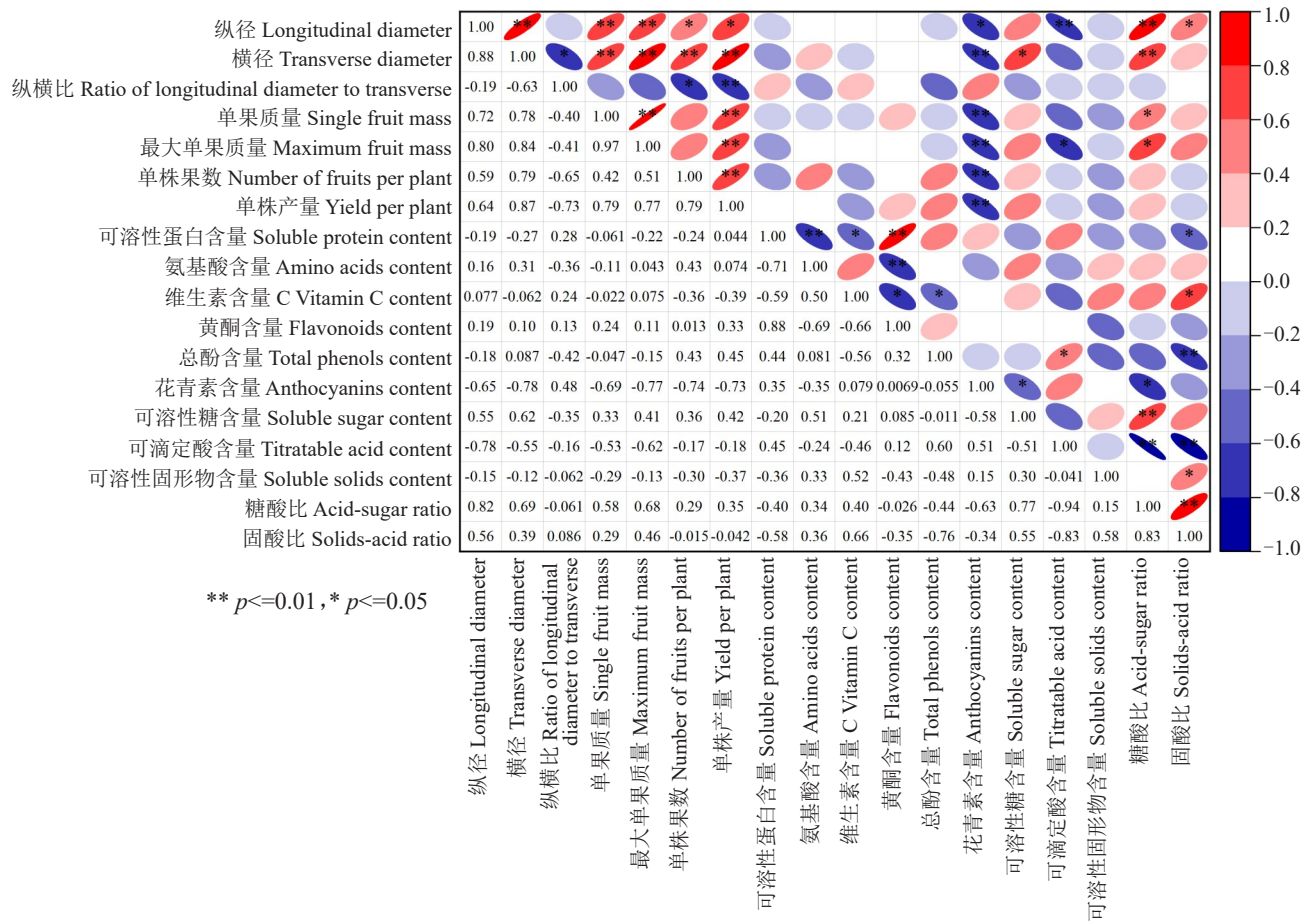 纵径 Longitudinal diameter 1.00 ** ** ** * * * ** ** *
横径 Transverse diameter 0.88 1.00 * ** ** ** ** ** * **
纵横比 Ratio of longitudinal diameter to transverse -0.19 -0.63 1.00 * **
单果质量 Single fruit mass 0.72 0.78 -0.40 1.00 ** ** ** *
最大单果质量 Maximum fruit mass 0.80 0.84 -0.41 0.97 1.00 ** ** * *
单株果数 Number of fruits per plant 0.59 0.79 -0.65 0.42 0.51 1.00 ** **
单株产量 Yield per plant 0.64 0.87 -0.73 0.79 0.77 0.79 1.00 **
可溶性蛋白含量 Soluble protein content -0.19 -0.27 0.28 -0.061 -0.22 -0.24 0.044 1.00 ** * ** *
氨基酸含量 Amino acids content 0.16 0.31 -0.36 -0.11 0.043 0.43 0.074 -0.71 1.00 **
维生素含量 C Vitamin C content 0.077 -0.062 0.24 -0.022 0.075 -0.36 -0.39 -0.59 0.50 1.00 * * *
黄酮含量 Flavonoids content 0.19 0.10 0.13 0.24 0.11 0.013 0.33 0.88 -0.69 -0.66 1.00
总酚含量 Total phenols content -0.18 0.087 -0.42 -0.047 -0.15 0.43 0.45 0.44 0.081 -0.56 0.32 1.00 * **
花青素含量 Anthocyanins content -0.65 -0.78 0.48 -0.69 -0.77 -0.74 -0.73 0.35 -0.35 0.079 0.0069 -0.055 1.00 * *
可溶性糖含量 Soluble sugar content 0.55 0.62 -0.35 0.33 0.41 0.36 0.42 -0.20 0.51 0.21 0.085 -0.011 -0.58 1.00 **
可滴定酸含量 Titratable acid content -0.78 -0.55 -0.16 -0.53 -0.62 -0.17 -0.18 0.45 -0.24 -0.46 0.12 0.60 0.51 -0.51 1.00 ** **
可溶性固形物含量 Soluble solids content -0.15 -0.12 -0.062 -0.29 -0.13 -0.30 -0.37 -0.36 0.33 0.52 -0.43 -0.48 0.15 0.30 -0.041 1.00 *
糖酸比 Acid-sugar ratio 0.82 0.69 -0.061 0.58 0.68 0.29 0.35 -0.40 0.34 0.40 -0.026 -0.44 -0.63 0.77 -0.94 0.15 1.00 **
固酸比 Solids-acid ratio 0.56 0.39 0.086 0.29 0.46 -0.015 -0.042 -0.58 0.36 0.66 -0.35 -0.76 -0.34 0.55 -0.83 0.58 0.83 1.00
1.0
0.8
0.6
0.4
0.2
0.0
−0.2
−0.4
−0.6
−0.8
−1.0
** p<=0.01，* p<=0.05
纵径 Longitudinal diameter
横径 Transverse diameter
纵横比 Ratio of longitudinal
diameter to transverse
单果质量 Single fruit mass
最大单果质量 Maximum fruit mass
单株果数 Number of fruits per plant
单株产量 Yield per plant
可溶性蛋白含量 Soluble protein content
氨基酸含量 Amino acids content
维生素含量 C Vitamin C content
黄酮含量 Flavonoids content
总酚含量 Total phenols content
花青素含量 Anthocyanins content
可溶性糖含量 Soluble sugar content
可滴定酸含量 Titratable acid content
可溶性固形物含量 Soluble solids content
糖酸比 Acid-sugar ratio
固酸比 Solids-acid ratio